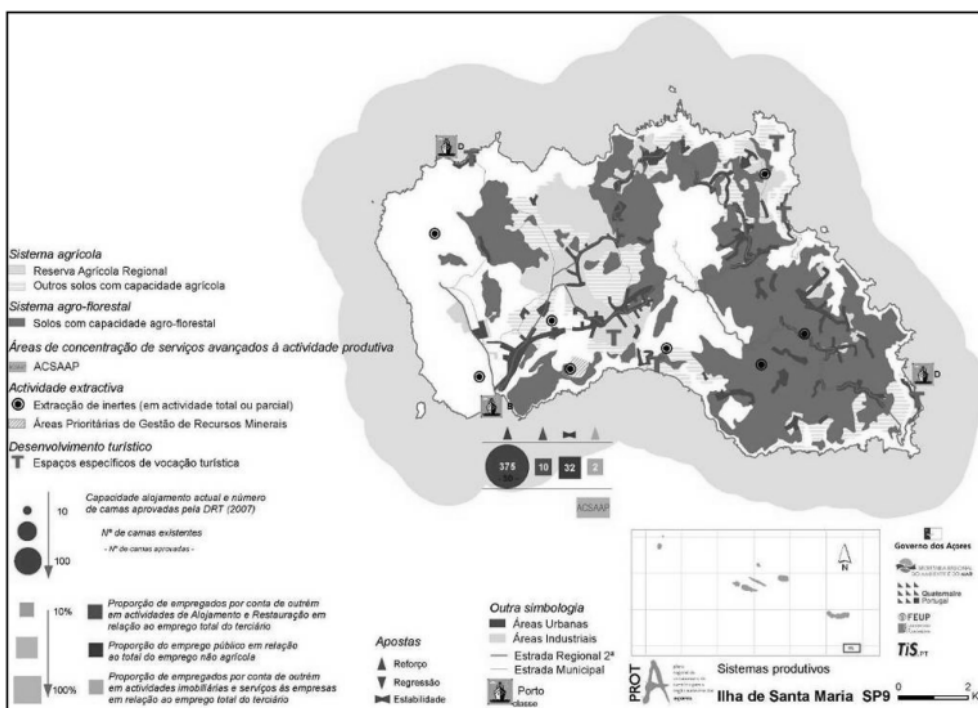 D
D
B
375
- 50 -
10
32
2
ACSAAP
Sistema agrícola
Reserva Agrícola Regional
Outros solos com capacidade agrícola
Sistema agro-florestal
Solos com capacidade agro-florestal
Áreas de concentração de serviços avançados à actividade produtiva
ACSAAP
Actividade extractiva
Extracção de inertes (em actividade total ou parcial)
Áreas Prioritárias de Gestão de Recursos Minerais
Desenvolvimento turístico
Espaços específicos de vocação turística
Capacidade alojamento actual e número
de camas aprovadas pela DRT (2007)
10
Nº de camas existentes
- Nº de camas aprovadas -
100
10%
Proporção de empregados por conta de outrém
em actividades de Alojamento e Restauração em
relação ao emprego total do terciário
Proporção do emprego público em relação
ao total do emprego não agrícola
100%
Proporção de empregados por conta de outrém
em actividades imobiliárias e serviços às empresas
em relação ao emprego total do terciário
Apostas
Reforço
Regressão
Estabilidade
Outra simbologia
Áreas Urbanas
Áreas Industriais
Estrada Regional 2ª
Estrada Municipal
Porto
classe
N
Governo dos Açores
Quaternaire
Portugal
FEUP
TiS.PT
PROT
A
Sistemas produtivos
Ilha de Santa Maria SP9
0 2 K